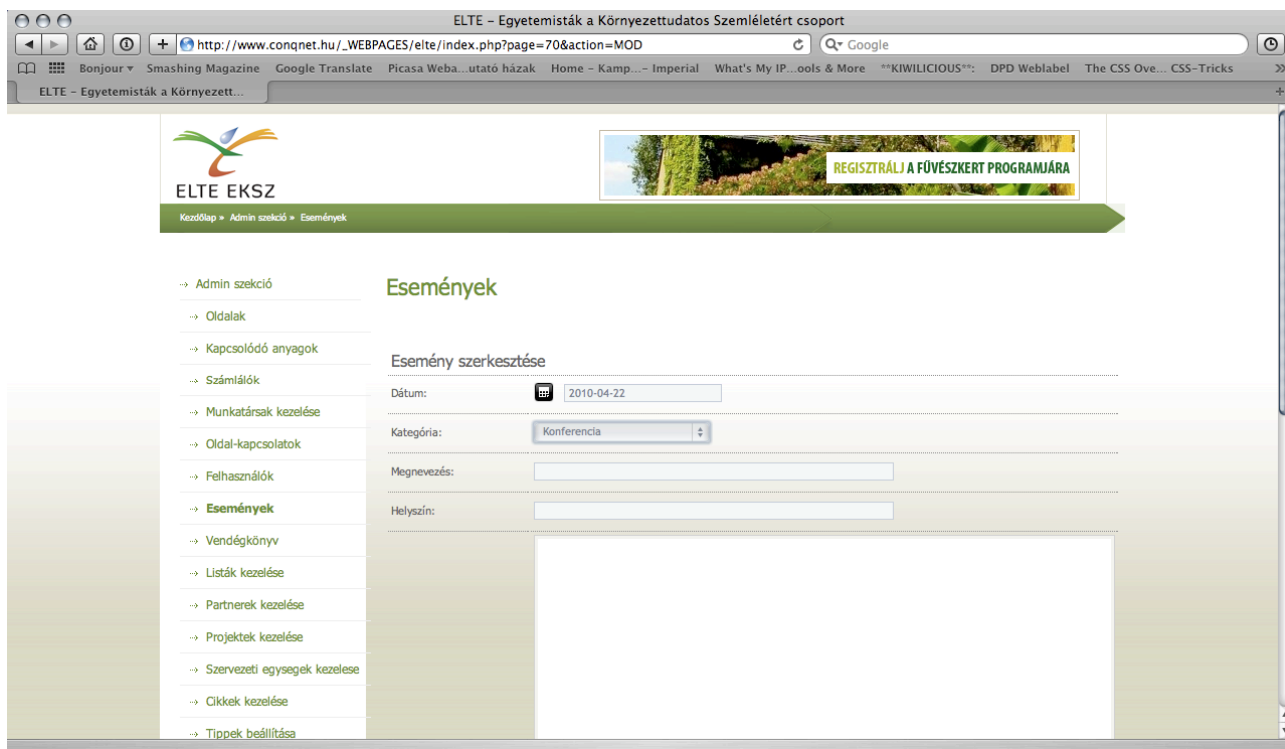 ELTE – Egyetemisták a Környezettudatos Szemléletért csoport
http://www.conqnet.hu/_WEBPAGES/elte/index.php?page=70&action=MOD
Google
Bonjour Smashing Magazine Google Translate Picasa Weba...utató házak Home – Kamp...– Imperial What's My IP...ools & More **KIWILICIOUS**: DPD Weblabel The CSS Ove... CSS–Tricks
ELTE – Egyetemisták a Környezett...
ELTE EKSZ
REGISZTRÁLJ A FŰVÉSZKERT PROGRAMJÁRA
Kezdőlap » Admin szekció » Események
Admin szekció
Oldalak
Kapcsolódó anyagok
Számlálók
Munkatársak kezelése
Oldal-kapcsolatok
Felhasználók
Események
Vendégkönyv
Listák kezelése
Partnerek kezelése
Projektek kezelése
Szervezeti egysegek kezelese
Cikkek kezelése
Tippek beállítása
Események
Esemény szerkesztése
Dátum: 2010-04-22
Kategória: Konferencia
Megnevezés:
Helyszín: